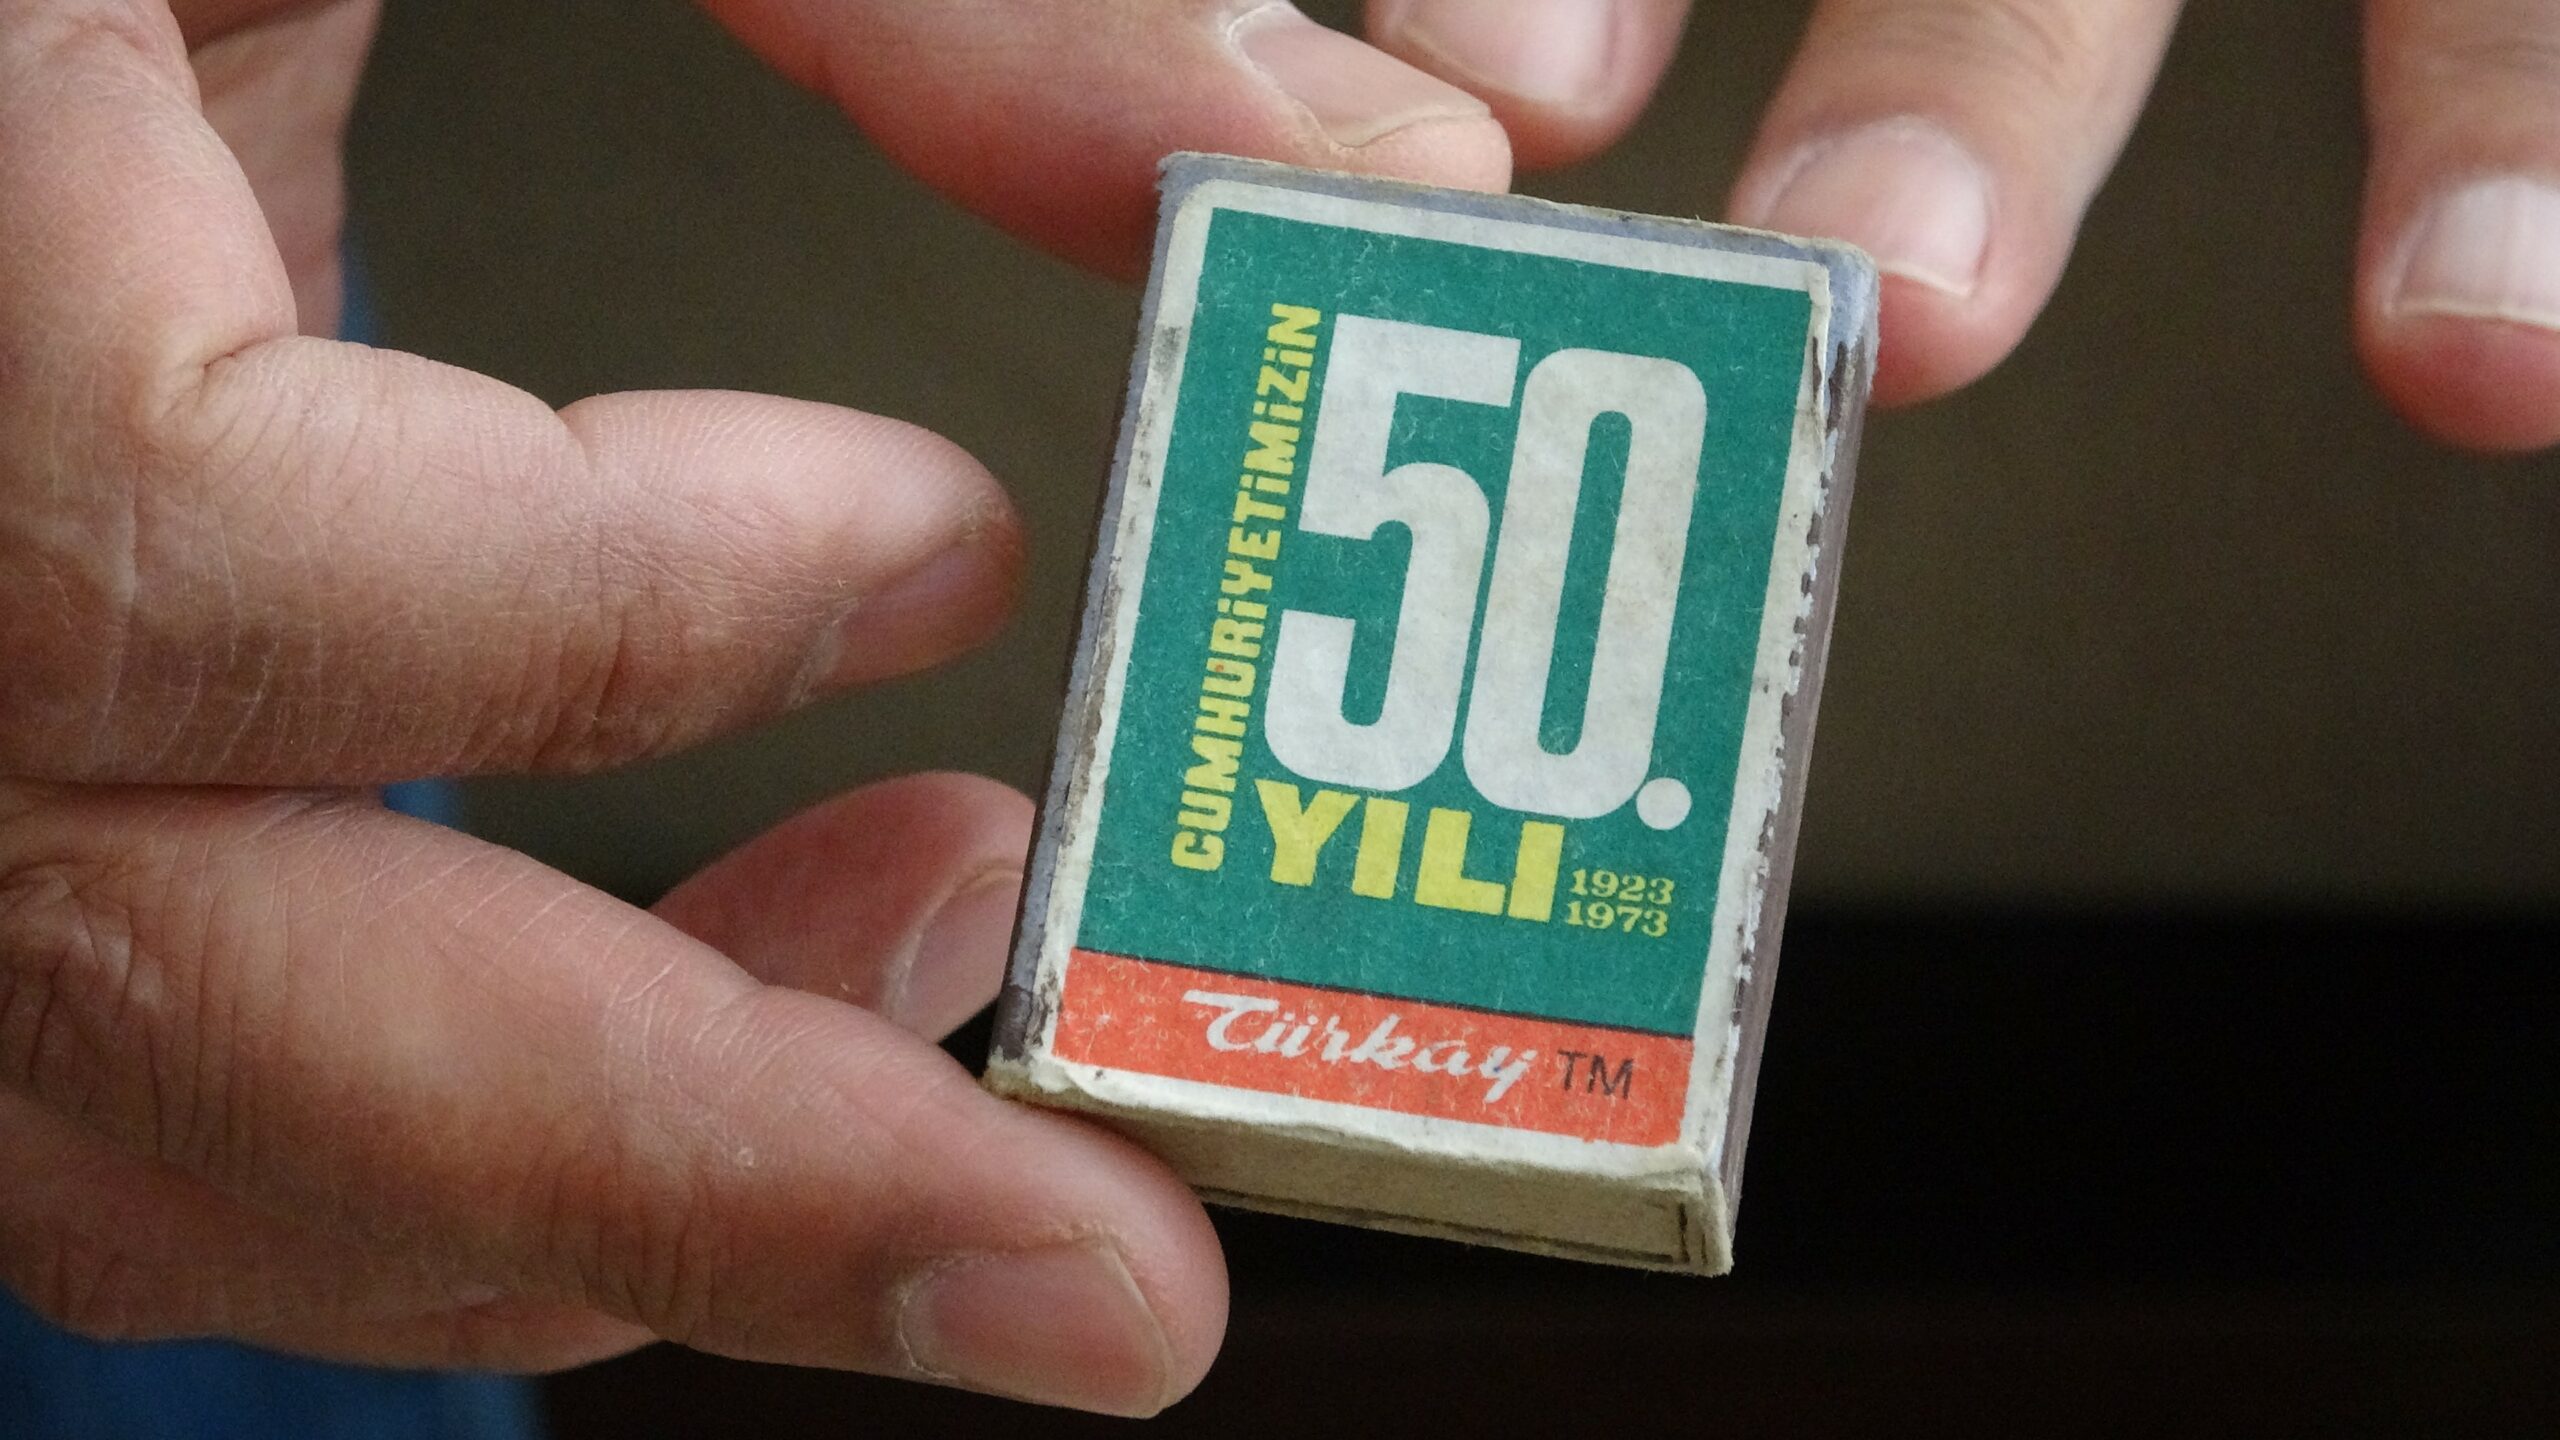 CUMHURİYETİMİZİN
50.
YILI
1923
1973
Türkay TM